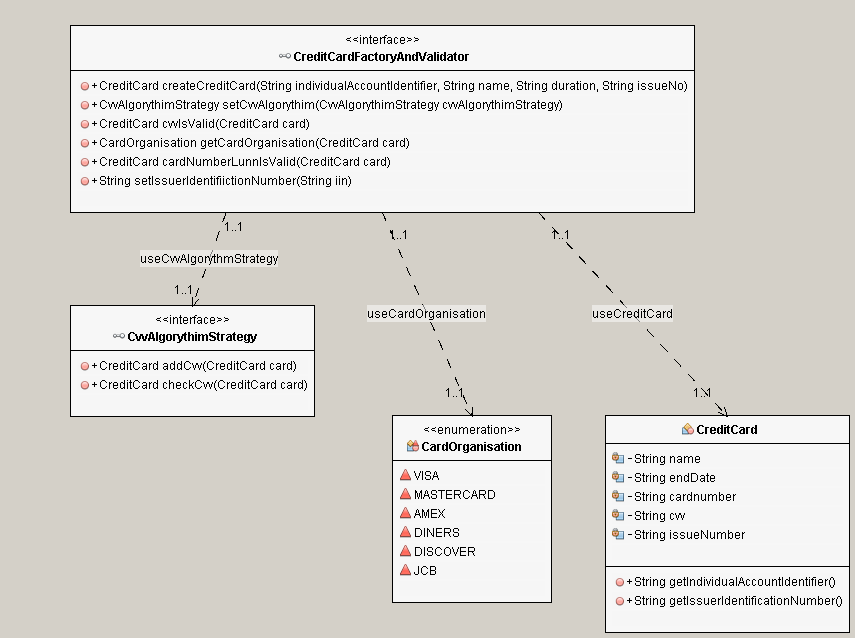 <<interface>>
CreditCardFactoryAndValidator
+CreditCard createCreditCard(String individualAccountIdentifier, String name, String duration, String issueNo)
+CvvAlgorythimStrategy setCvvAlgorythim(CvvAlgorythimStrategy cvvAlgorythimStrategy)
+CreditCard cvvIsValid(CreditCard card)
+CardOrganisation getCardOrganisation(CreditCard card)
+CreditCard cardNumberLunnIsValid(CreditCard card)
+String setIssuerIdentifiictionNumber(String iin)
1..1
1..1
1..1
useCvvAlgorythmStrategy
useCardOrganisation
useCreditCard
1..1
1..1
1..1
<<interface>>
CvvAlgorythimStrategy
+CreditCard addCvv(CreditCard card)
+CreditCard checkCvv(CreditCard card)
<<enumeration>>
CardOrganisation
VISA
MASTERCARD
AMEX
DINERS
DISCOVER
JCB
CreditCard
-String name
-String endDate
-String cardnumber
-String cvv
-String issueNumber
+String getIndividualAccountIdentifier()
+String getIssuerIdentificationNumber()